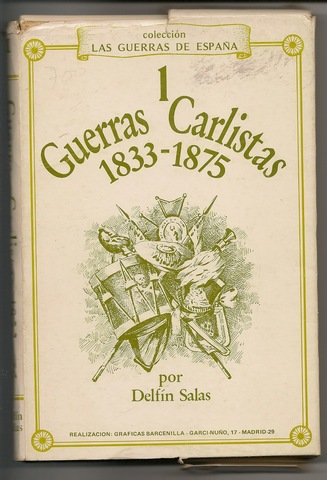 colección
LAS GUERRAS DE ESPAÑA
1
Guerras Carlistas
1833-1875
por
Delfín Salas
REALIZACION: GRAFICAS BARCENILLA - GARCI-NUÑO, 17 - MADRID-29